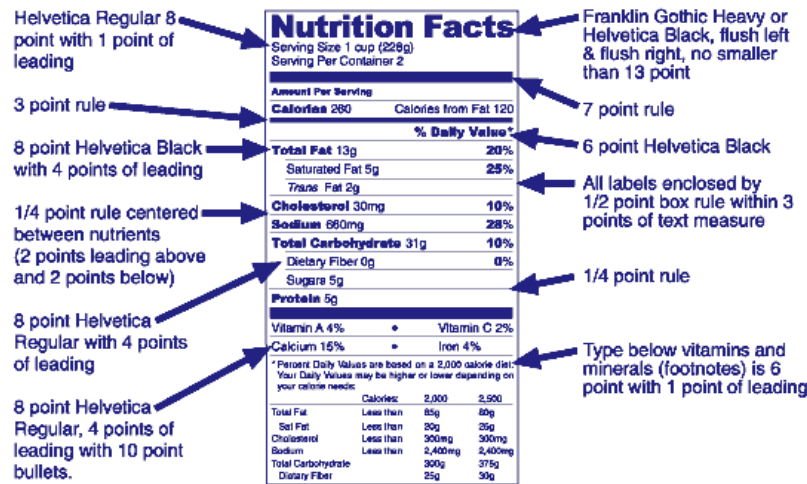 Helvetica Regular 8
point with 1 point of
leading
3 point rule
8 point Helvetica Black
with 4 points of leading
1/4 point rule centered
between nutrients
(2 points leading above
and 2 points below)
8 point Helvetica
Regular with 4 points
of leading
8 point Helvetica
Regular, 4 points of
leading with 10 point
bullets.
Nutrition Facts
Serving Size 1 cup (228g)
Serving Per Container 2
Amount Per Serving
Calories 260 Calories from Fat 120
% Daily Value*
Total Fat 13g 20%
Saturated Fat 5g 25%
Trans Fat 2g
Cholesterol 30mg 10%
Sodium 660mg 28%
Total Carbohydrate 31g 10%
Dietary Fiber 0g 0%
Sugars 5g
Protein 5g
Vitamin A 4% • Vitamin C 2%
Calcium 15% • Iron 4%
* Percent Daily Values are based on a 2,000 calorie diet.
Your Daily Values may be higher or lower depending on
your calorie needs:
Calories: 2,000 2,500
Total Fat Less than 65g 80g
Sat Fat Less than 20g 25g
Cholesterol Less than 300mg 300mg
Sodium Less than 2,400mg 2,400mg
Total Carbohydrate 300g 375g
Dietary Fiber 25g 30g
Franklin Gothic Heavy or
Helvetica Black, flush left
& flush right, no smaller
than 13 point
7 point rule
6 point Helvetica Black
All labels enclosed by
1/2 point box rule within 3
points of text measure
1/4 point rule
Type below vitamins and
minerals (footnotes) is 6
point with 1 point of leading